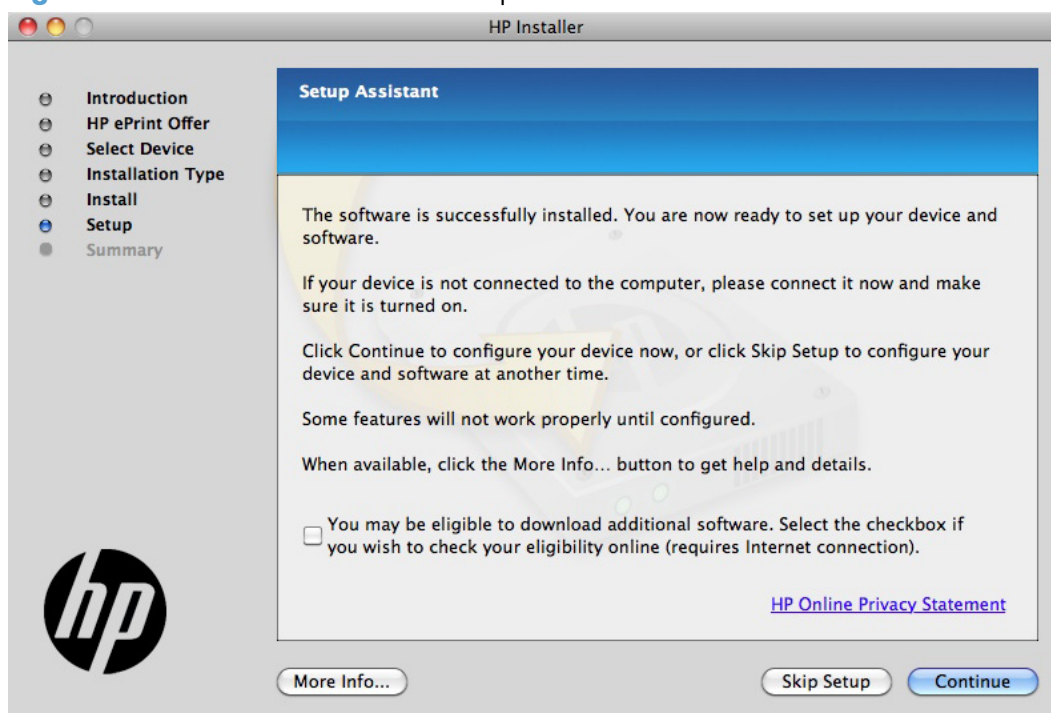 HP Installer
Introduction
HP ePrint Offer
Select Device
Installation Type
Install
Setup
Summary
Setup Assistant
The software is successfully installed. You are now ready to set up your device and
software.
If your device is not connected to the computer, please connect it now and make
sure it is turned on.
Click Continue to configure your device now, or click Skip Setup to configure your
device and software at another time.
Some features will not work properly until configured.
When available, click the More Info... button to get help and details.
You may be eligible to download additional software. Select the checkbox if
you wish to check your eligibility online (requires Internet connection).
HP Online Privacy Statement
hp
More Info...
Skip Setup
Continue